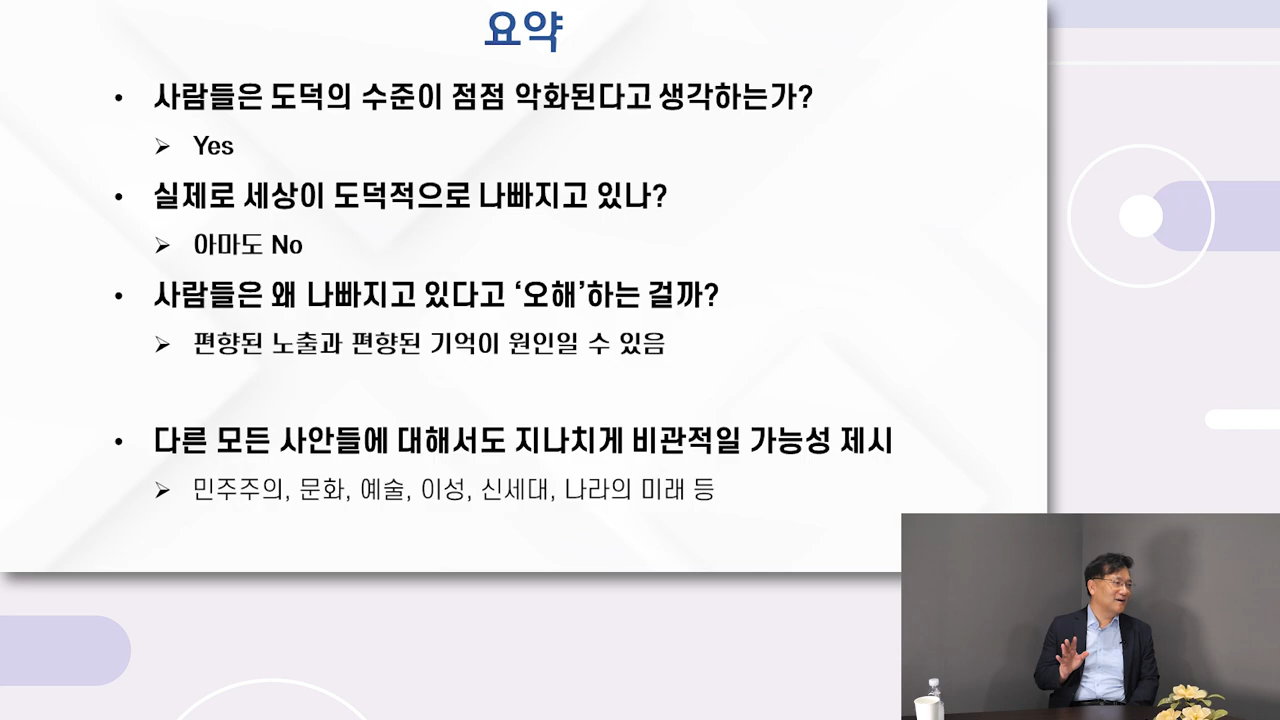 요약
• 사람들은 도덕의 수준이 점점 악화된다고 생각하는가?
➢ Yes
• 실제로 세상이 도덕적으로 나빠지고 있나?
➢ 아마도 No
• 사람들은 왜 나빠지고 있다고 ‘오해’하는 걸까?
➢ 편향된 노출과 편향된 기억이 원인일 수 있음
• 다른 모든 사안들에 대해서도 지나치게 비관적일 가능성 제시
➢ 민주주의, 문화, 예술, 이성, 신세대, 나라의 미래 등